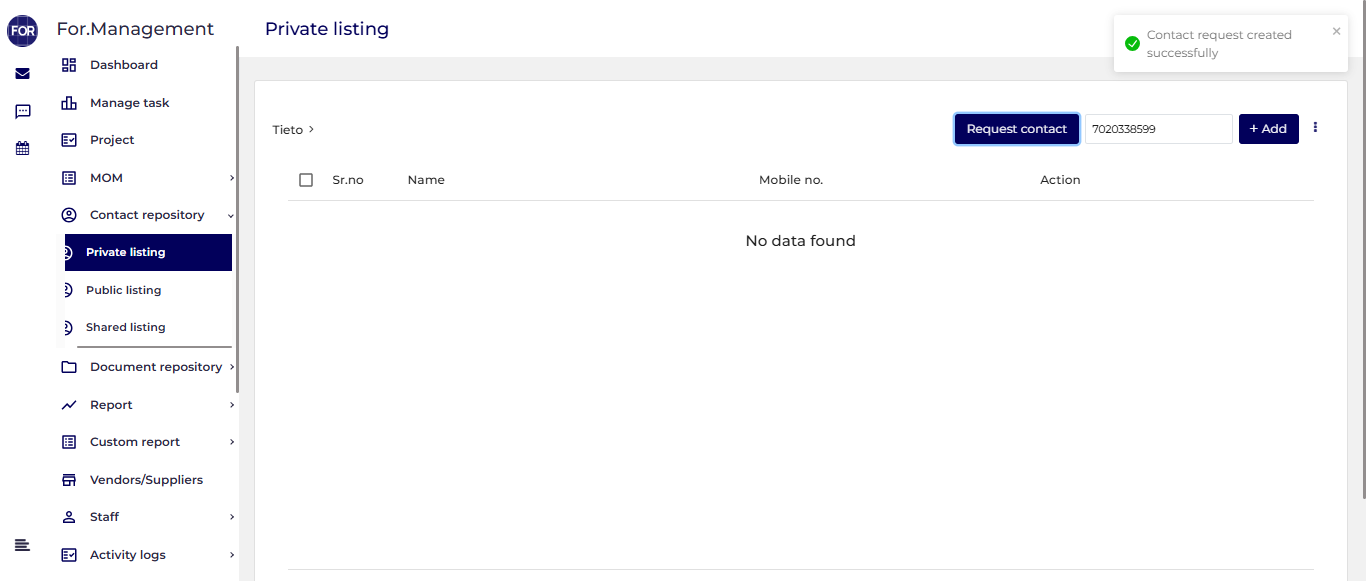 FOR
For.Management
Private listing
Contact request created
successfully
Dashboard
Manage task
Project
MOM
Contact repository
Private listing
Public listing
Shared listing
Document repository
Report
Custom report
Vendors/Suppliers
Staff
Activity logs
Tieto >
Request contact
7020338599
+ Add
Sr.no
Name
Mobile no.
Action
No data found